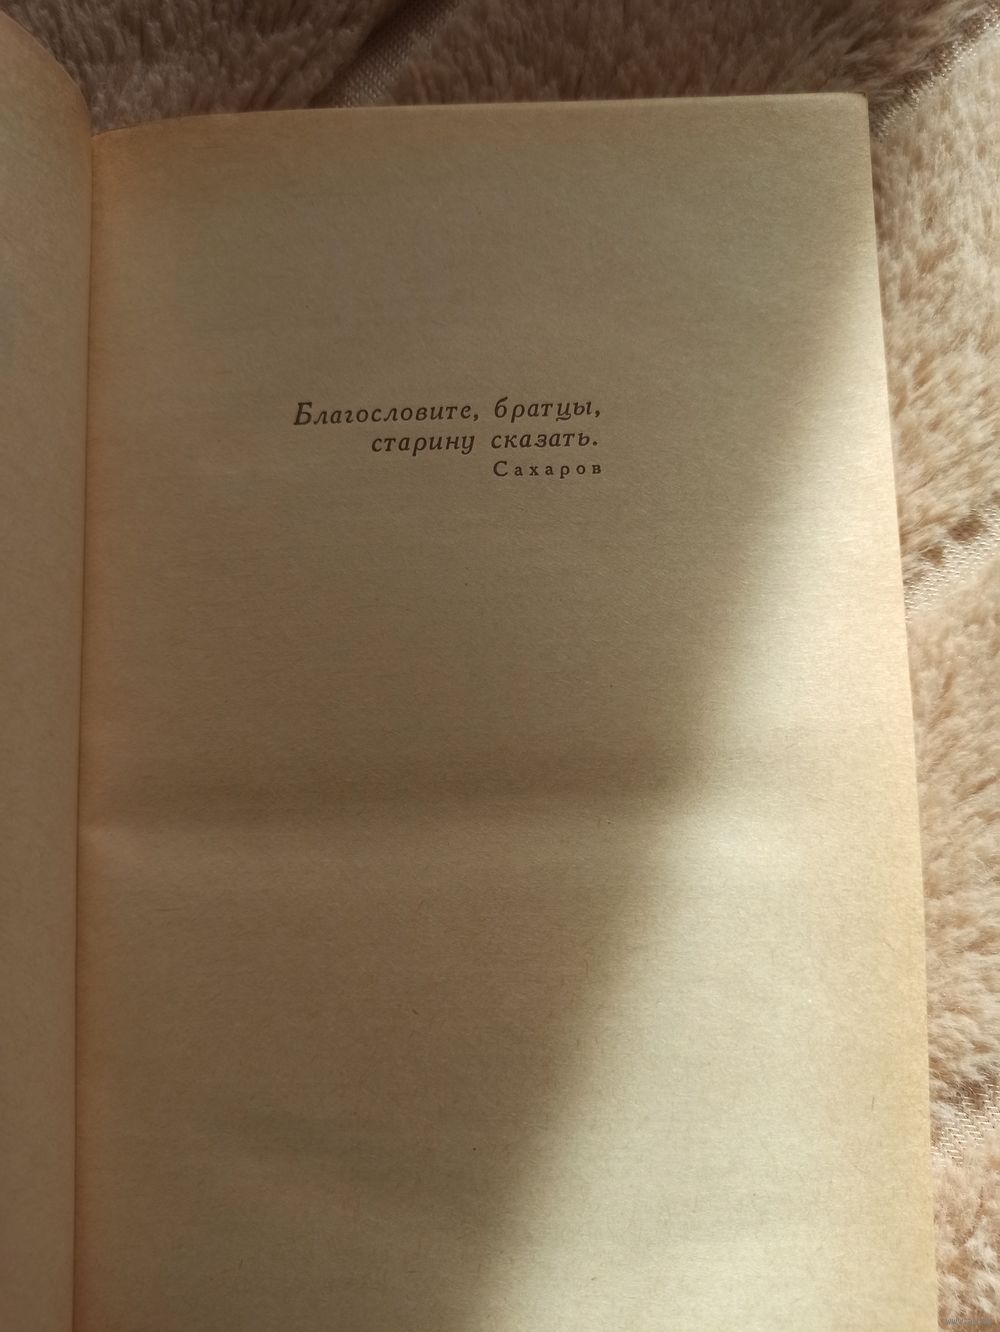 Благословите, братцы,
старину сказать.
Сахаров